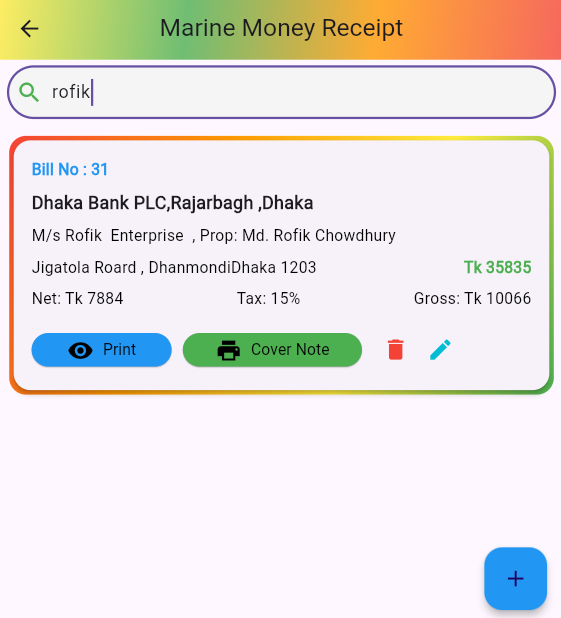 Marine Money Receipt
rofik
Bill No : 31
Dhaka Bank PLC,Rajarbagh ,Dhaka
M/s Rofik  Enterprise  , Prop: Md. Rofik Chowdhury
Jigatola Roard , DhanmondiDhaka 1203 Tk 35835
Net: Tk 7884 Tax: 15% Gross: Tk 10066
Print Cover Note